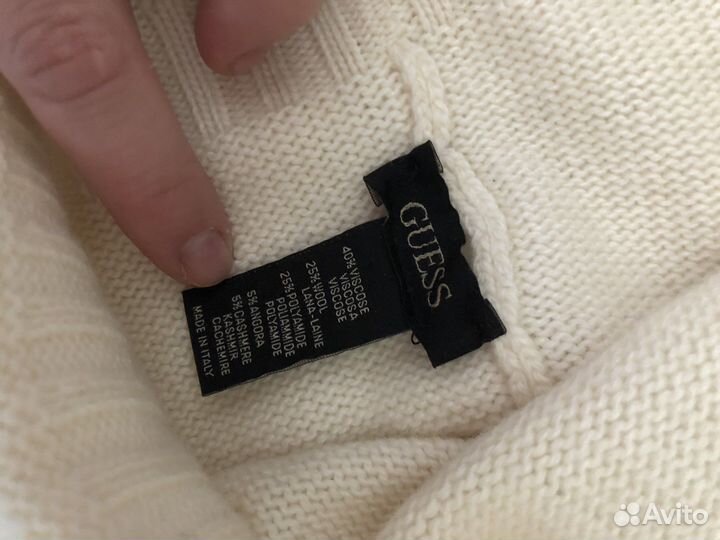 GUESS
40% VISCOSE
VISCOSA
VISCOSE
25% WOOL
LANA-LAINE
25% POLYAMIDE
POLIAMMIDE
POLYAMIDE
5% ANGORA
5% CASHMERE
KASHMIR
CACHEMIRE
MADE IN ITALY
Avito